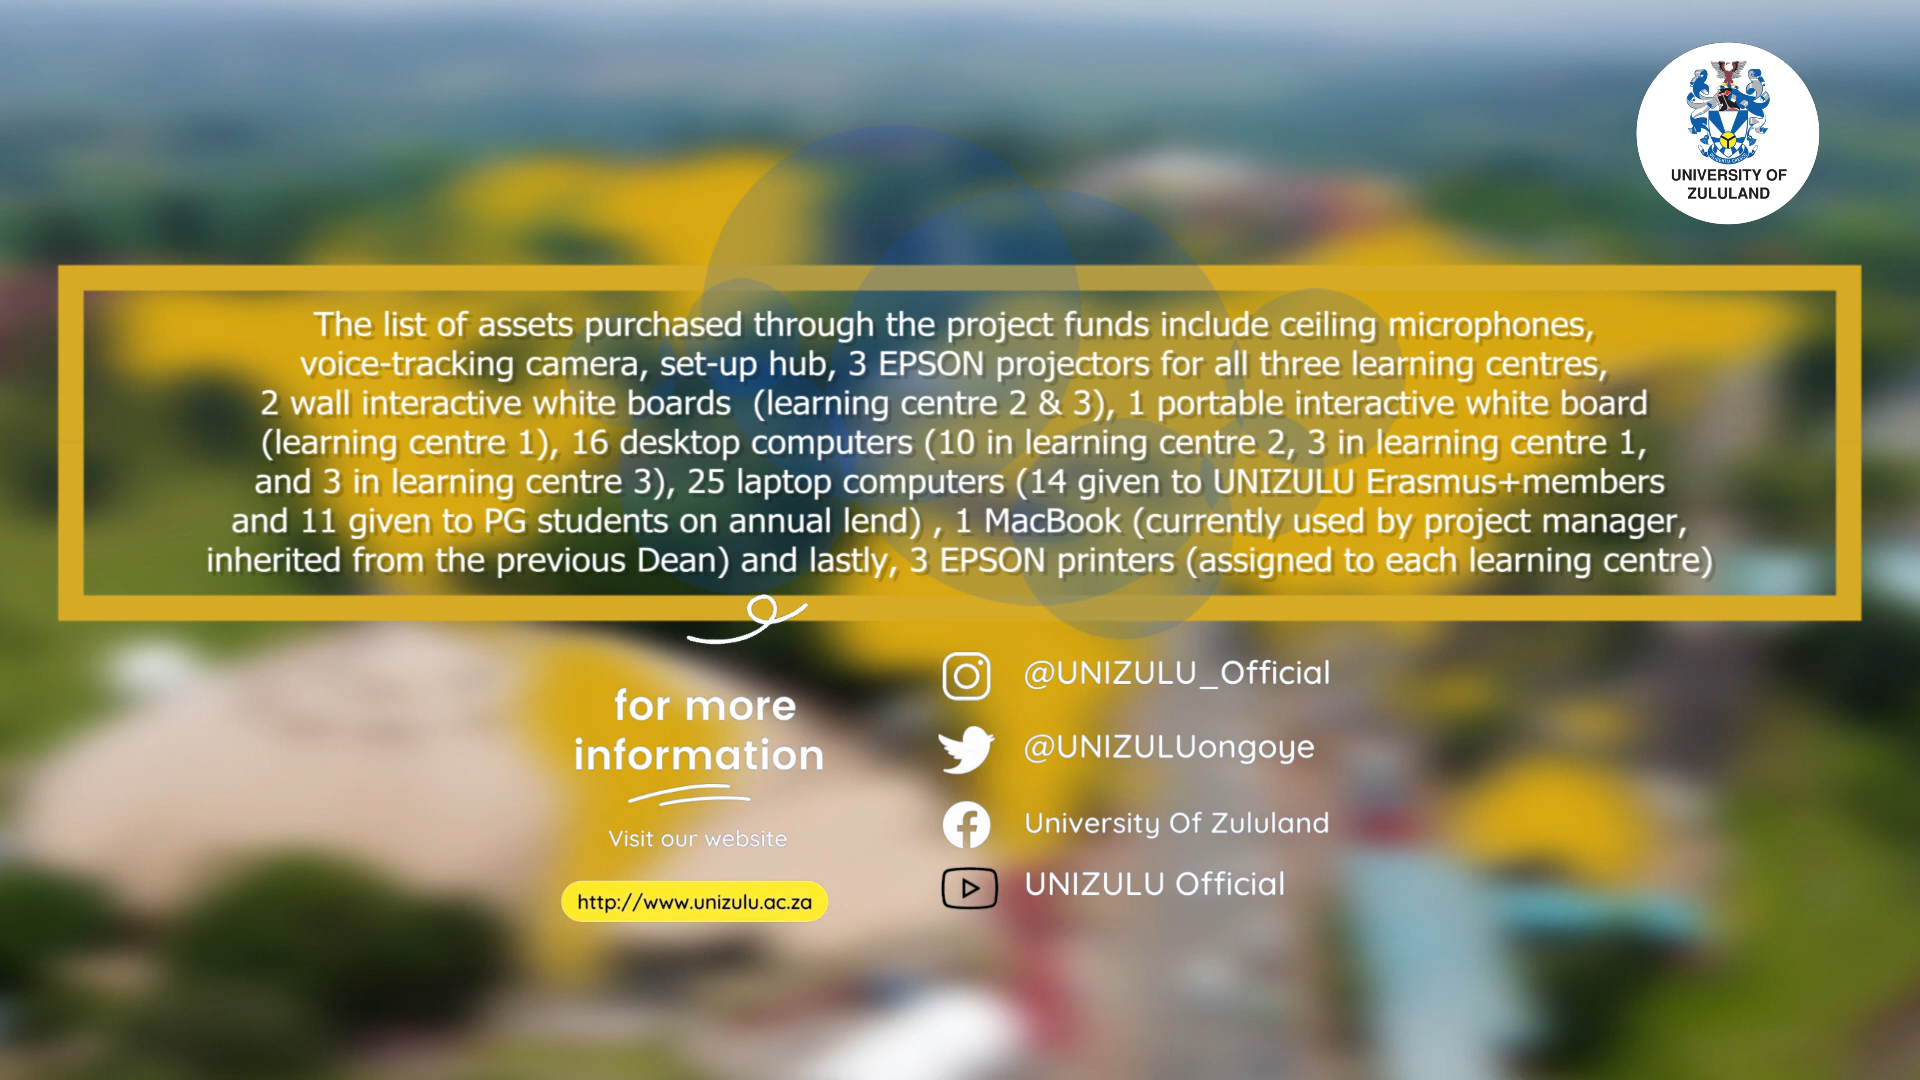 UNIVERSITY OF
ZULULAND
The list of assets purchased through the project funds include ceiling microphones,
voice-tracking camera, set-up hub, 3 EPSON projectors for all three learning centres,
2 wall interactive white boards (learning centre 2 & 3), 1 portable interactive white board
(learning centre 1), 16 desktop computers (10 in learning centre 2, 3 in learning centre 1,
and 3 in learning centre 3), 25 laptop computers (14 given to UNIZULU Erasmus+members
and 11 given to PG students on annual lend) , 1 MacBook (currently used by project manager,
inherited from the previous Dean) and lastly, 3 EPSON printers (assigned to each learning centre)
for more
information
Visit our website
http://www.unizulu.ac.za
@UNIZULU_Official
@UNIZULUongoye
University Of Zululand
UNIZULU Official